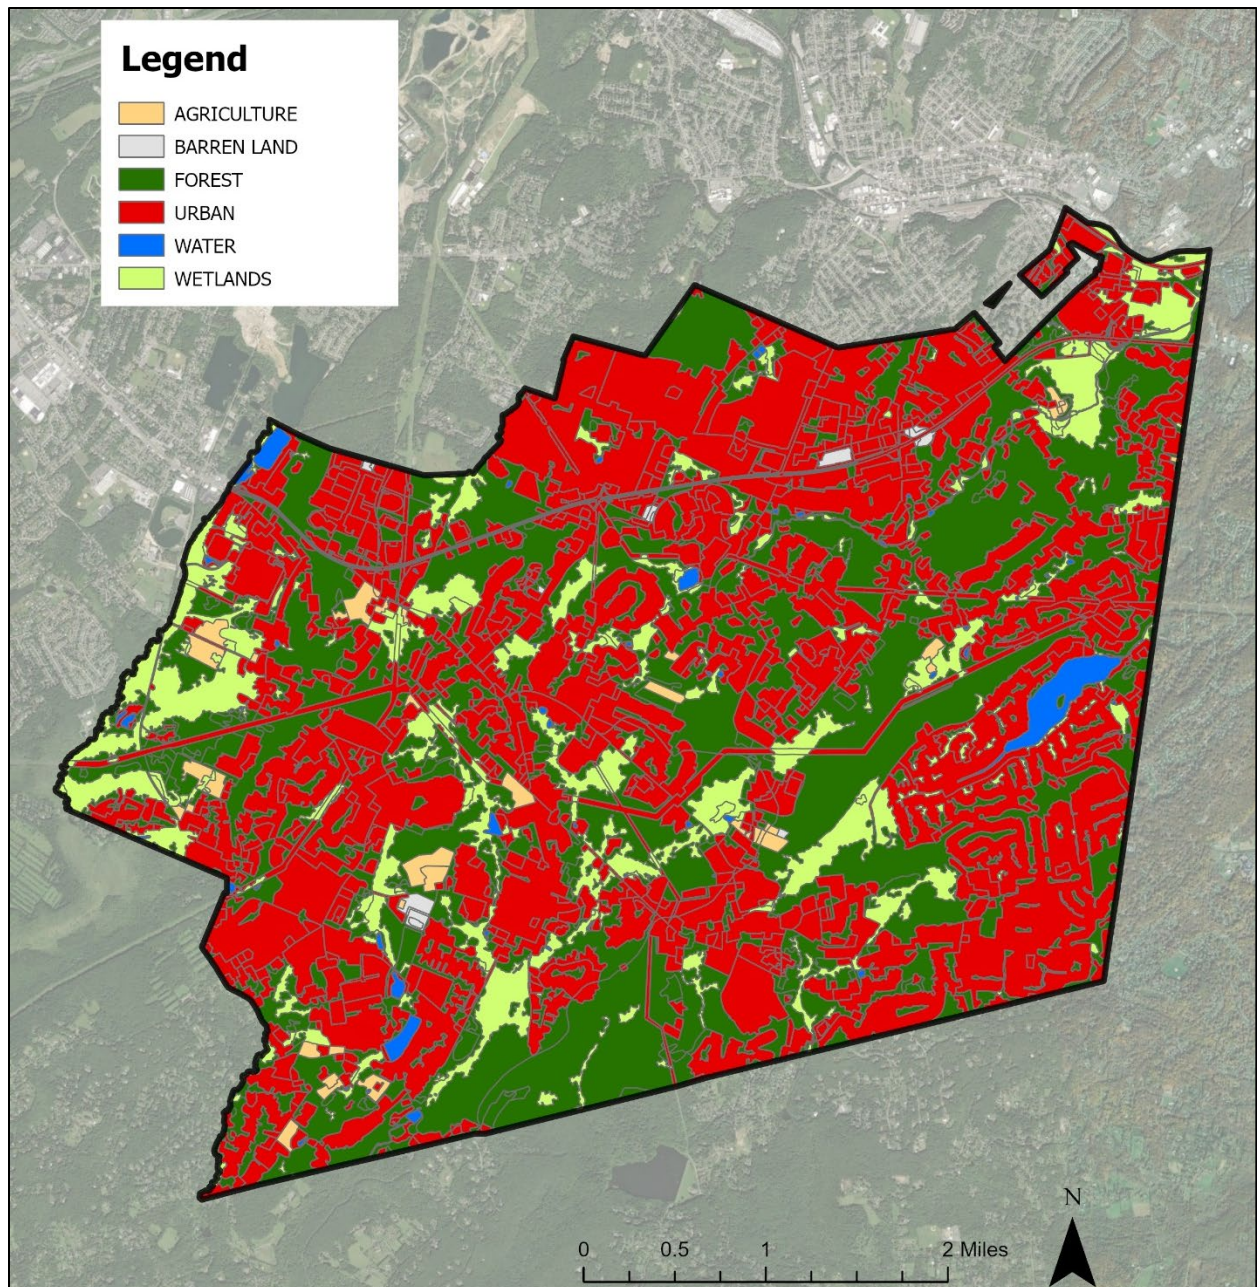 Legend
AGRICULTURE
BARREN LAND
FOREST
URBAN
WATER
WETLANDS
N
0 0.5 1 2 Miles